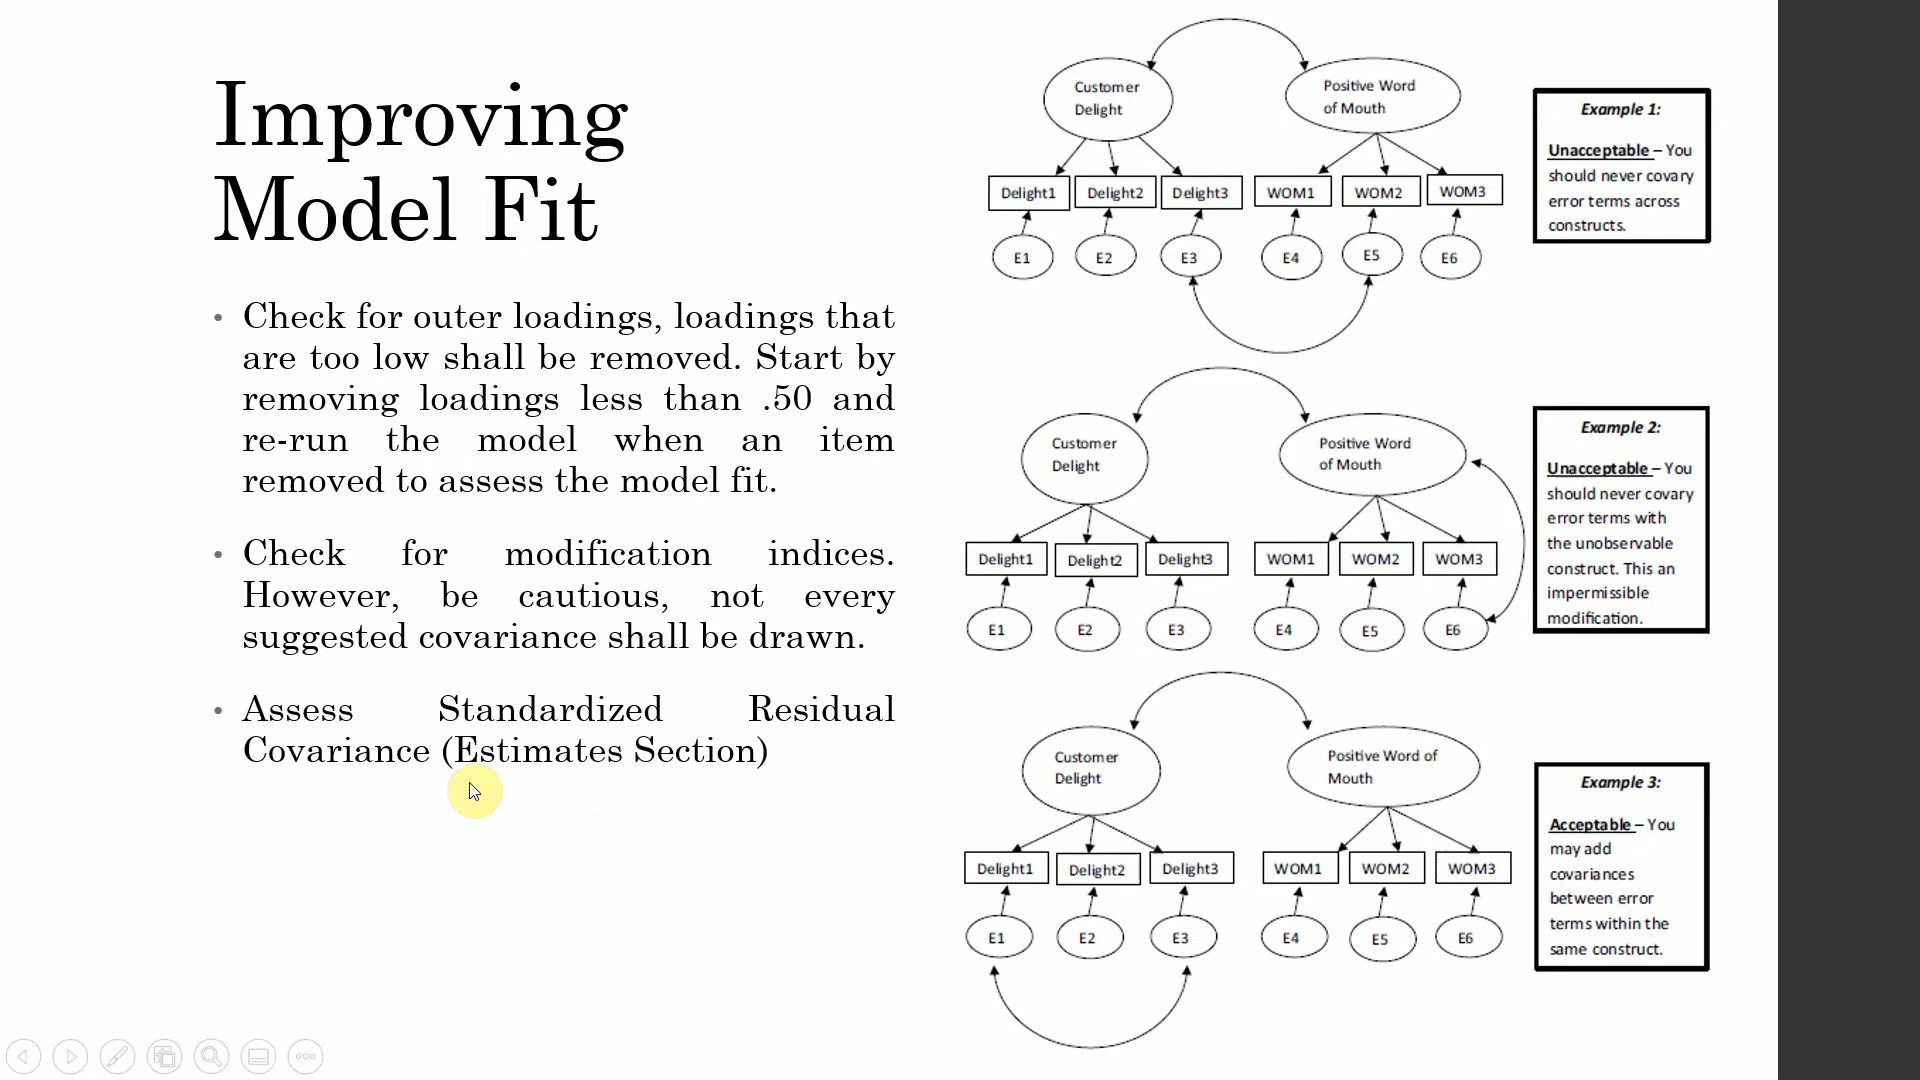 Improving
Model Fit
• Check for outer loadings, loadings that
are too low shall be removed. Start by
removing loadings less than .50 and
re-run the model when an item
removed to assess the model fit.
• Check for modification indices.
However, be cautious, not every
suggested covariance shall be drawn.
• Assess Standardized Residual
Covariance (Estimates Section)
Customer
Delight
Positive Word
of Mouth
Delight1 Delight2 Delight3 WOM1 WOM2 WOM3
E1 E2 E3 E4 E5 E6
Example 1:
Unacceptable – You
should never covary
error terms across
constructs.
Customer
Delight
Positive Word
of Mouth
Delight1 Delight2 Delight3 WOM1 WOM2 WOM3
E1 E2 E3 E4 E5 E6
Example 2:
Unacceptable – You
should never covary
error terms with
the unobservable
construct. This an
impermissible
modification.
Customer
Delight
Positive Word of
Mouth
Delight1 Delight2 Delight3 WOM1 WOM2 WOM3
E1 E2 E3 E4 E5 E6
Example 3:
Acceptable – You
may add
covariances
between error
terms within the
same construct.